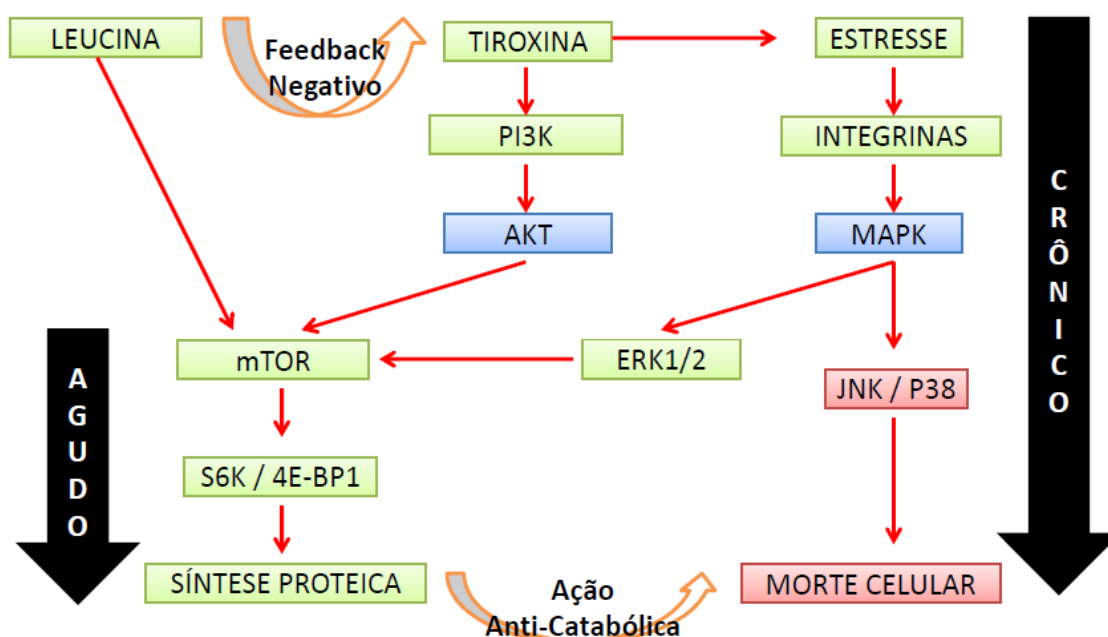 LEUCINA
Feedback
Negativo
TIROXINA
ESTRESSE
PI3K
INTEGRINAS
AKT
MAPK
mTOR
ERK1/2
JNK / P38
S6K / 4E-BP1
SÍNTESE PROTEICA
Ação
Anti-Catabólica
MORTE CELULAR
A
G
U
D
O
C
R
Ô
N
I
C
O